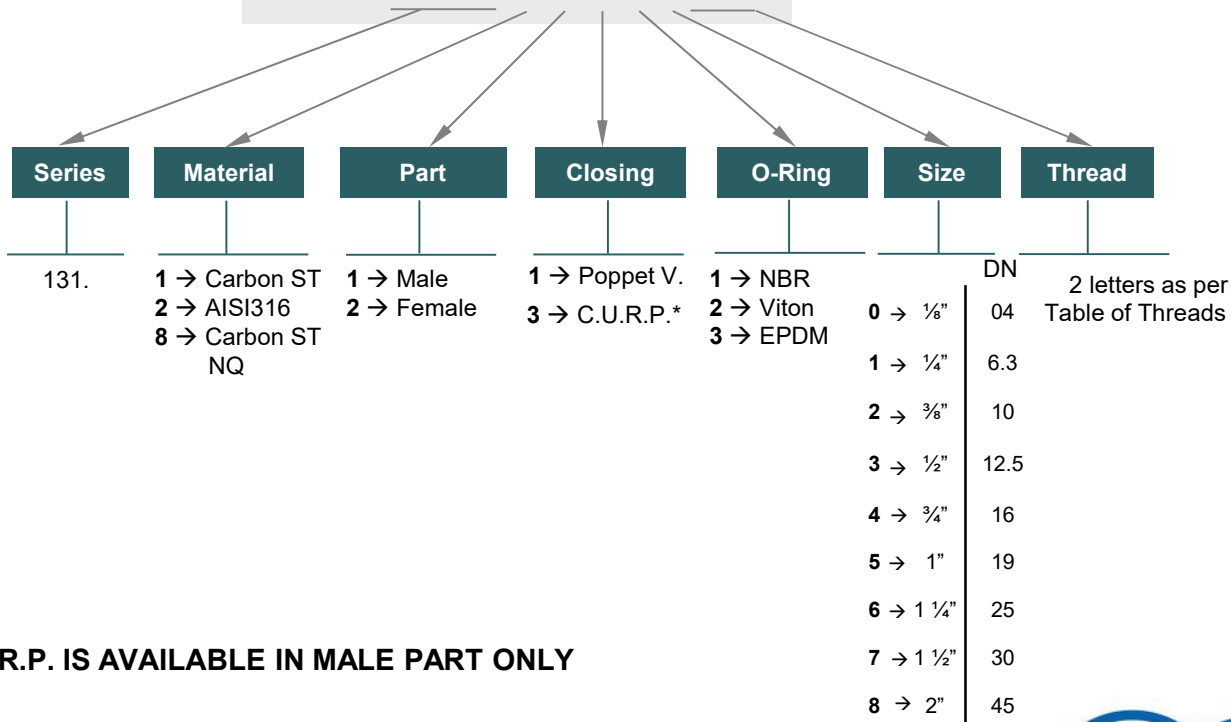 Series
Material
Part
Closing
O-Ring
Size
Thread
131.
1 → Carbon ST
2 → AISI316
8 → Carbon ST
NQ
1 → Male
2 → Female
1 → Poppet V.
3 → C.U.R.P.*
1 → NBR
2 → Viton
3 → EPDM
DN
0 → ⅛” 04
1 → ¼” 6.3
2 → ⅜” 10
3 → ½” 12.5
4 → ¾” 16
5 → 1” 19
6 → 1 ¼” 25
7 → 1 ½” 30
8 → 2” 45
2 letters as per
Table of Threads
R.P. IS AVAILABLE IN MALE PART ONLY